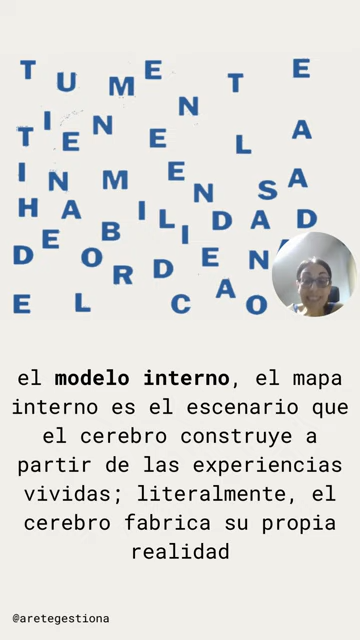 TU MENTE
TIENE LA
INMENSA
HABILIDAD
DE ORDEN
EL CAO
el modelo interno, el mapa
interno es el escenario que
el cerebro construye a
partir de las experiencias
vividas; literalmente, el
cerebro fabrica su propia
realidad
@aretegestiona